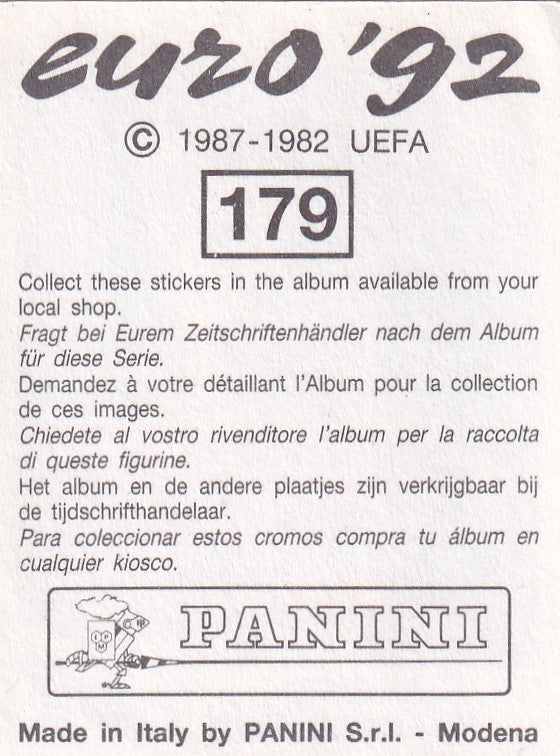 euro '92
© 1987-1982 UEFA
179
Collect these stickers in the album available from your
local shop.
Fragt bei Eurem Zeitschriftenhändler nach dem Album
für diese Serie.
Demandez à votre détaillant l'Album pour la collection
de ces images.
Chiedete al vostro rivenditore l'album per la raccolta
di queste figurine.
Het album en de andere plaatjes zijn verkrijgbaar bij
de tijdschrifthandelaar.
Para coleccionar estos cromos compra tu álbum en
cualquier kiosco.
PANINI
Made in Italy by PANINI S.r.l. - Modena